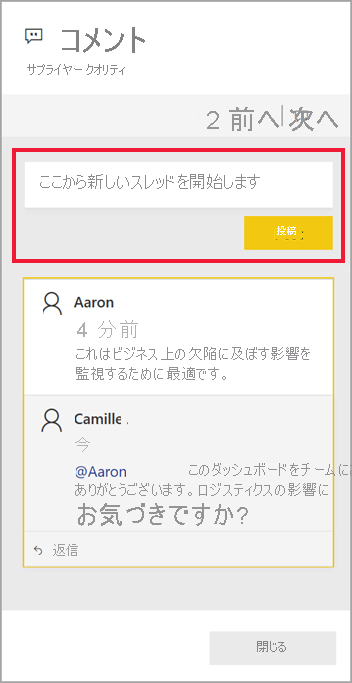 コメント
サプライヤー クオリティ
2 前へ 次へ
ここから新しいスレッドを開始します
投稿
Aaron
4 分前
これはビジネス上の欠陥に及ぼす影響を
監視するために最適です。
Camille
今
@Aaron このダッシュボードをチームに
ありがとうございます。ロジスティクスの影響に
お気づきですか?
返信
閉じる